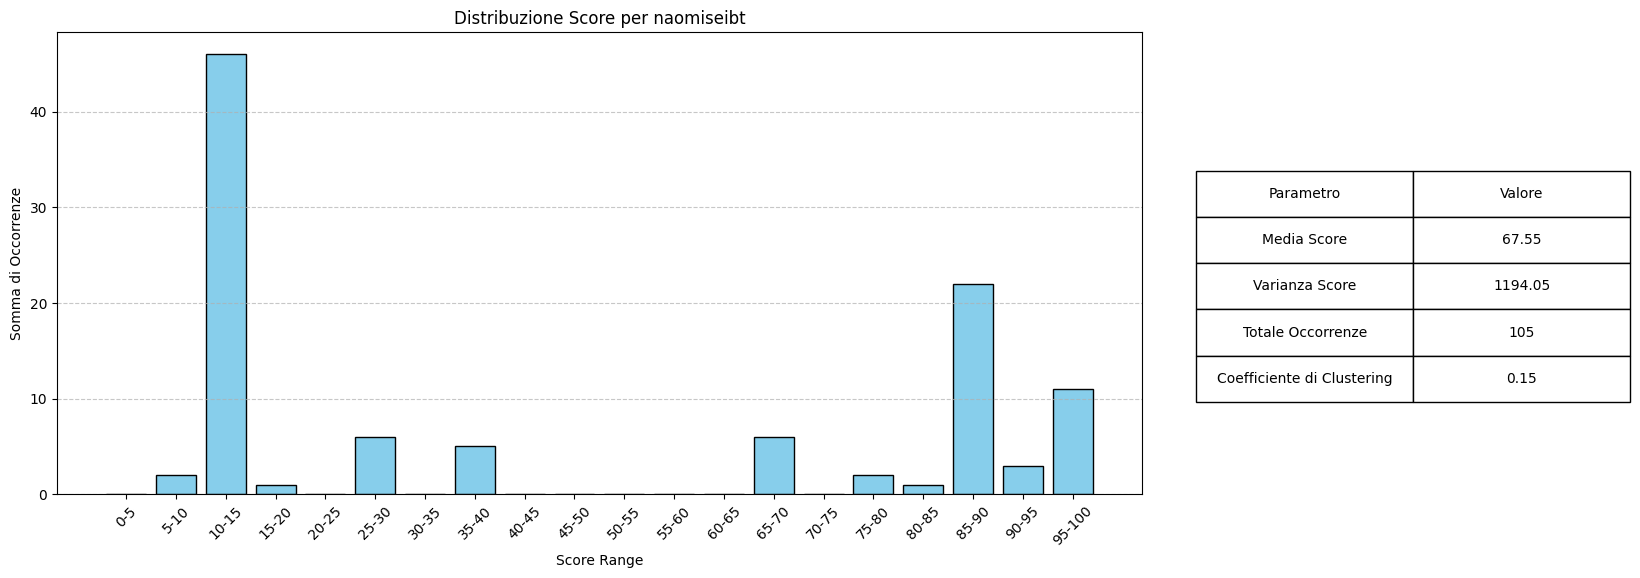 Distribuzione Score per naomiseibt
Somma di Occorrenze
40
30
20
10
0
0-5 5-10 10-15 15-20 20-25 25-30 30-35 35-40 40-45 45-50 50-55 55-60 60-65 65-70 70-75 75-80 80-85 85-90 90-95 95-100
Score Range
Parametro Valore
Media Score 67.55
Varianza Score 1194.05
Totale Occorrenze 105
Coefficiente di Clustering 0.15